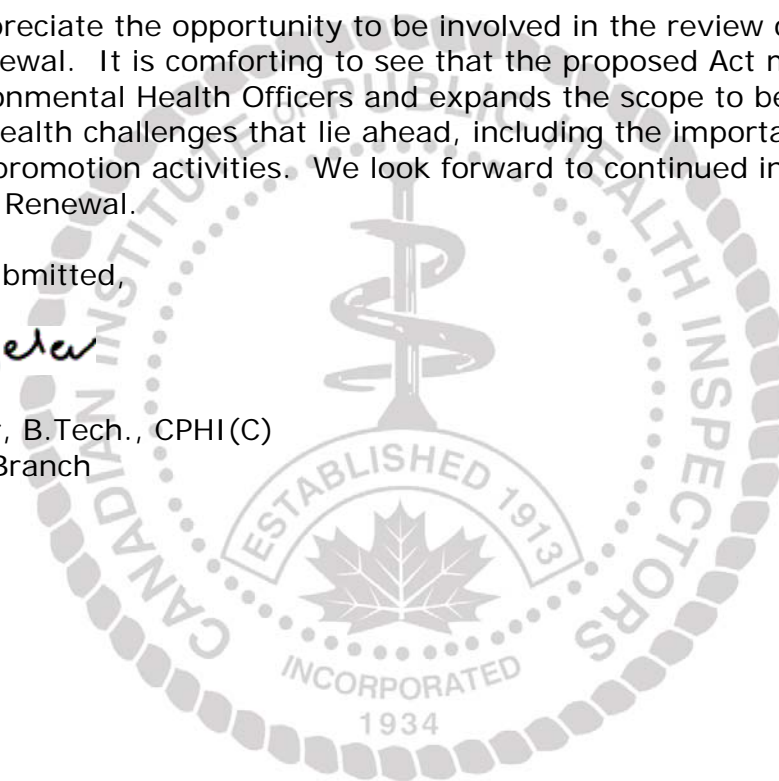 preciate the opportunity to be involved in the review
ewal. It is comforting to see that the proposed Act
onmental Health Officers and expands the scope to be
ealth challenges that lie ahead, including the importa
promotion activities. We look forward to continued in
Renewal.
bmitted,
, B.Tech., CPHI(C)
Branch
CANADIAN INSTITUTE OF PUBLIC HEALTH INSPECTORS
ESTABLISHED 1913
INCORPORATED
1934